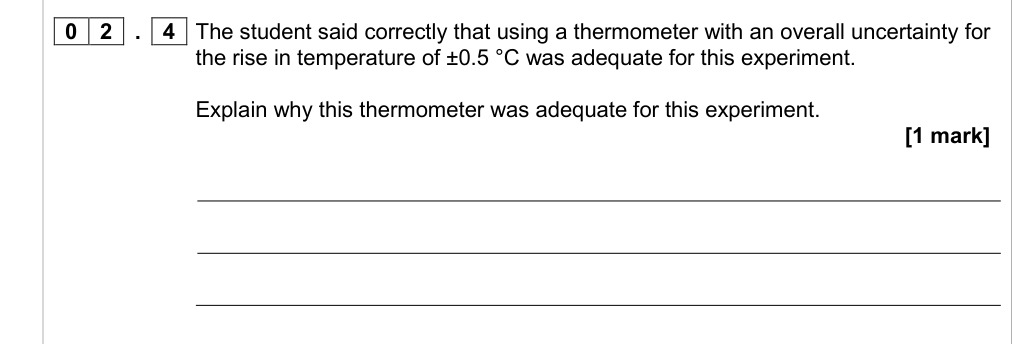 0 2 . 4 The student said correctly that using a thermometer with an overall uncertainty for
the rise in temperature of ±0.5 °C was adequate for this experiment.
Explain why this thermometer was adequate for this experiment.
[1 mark]